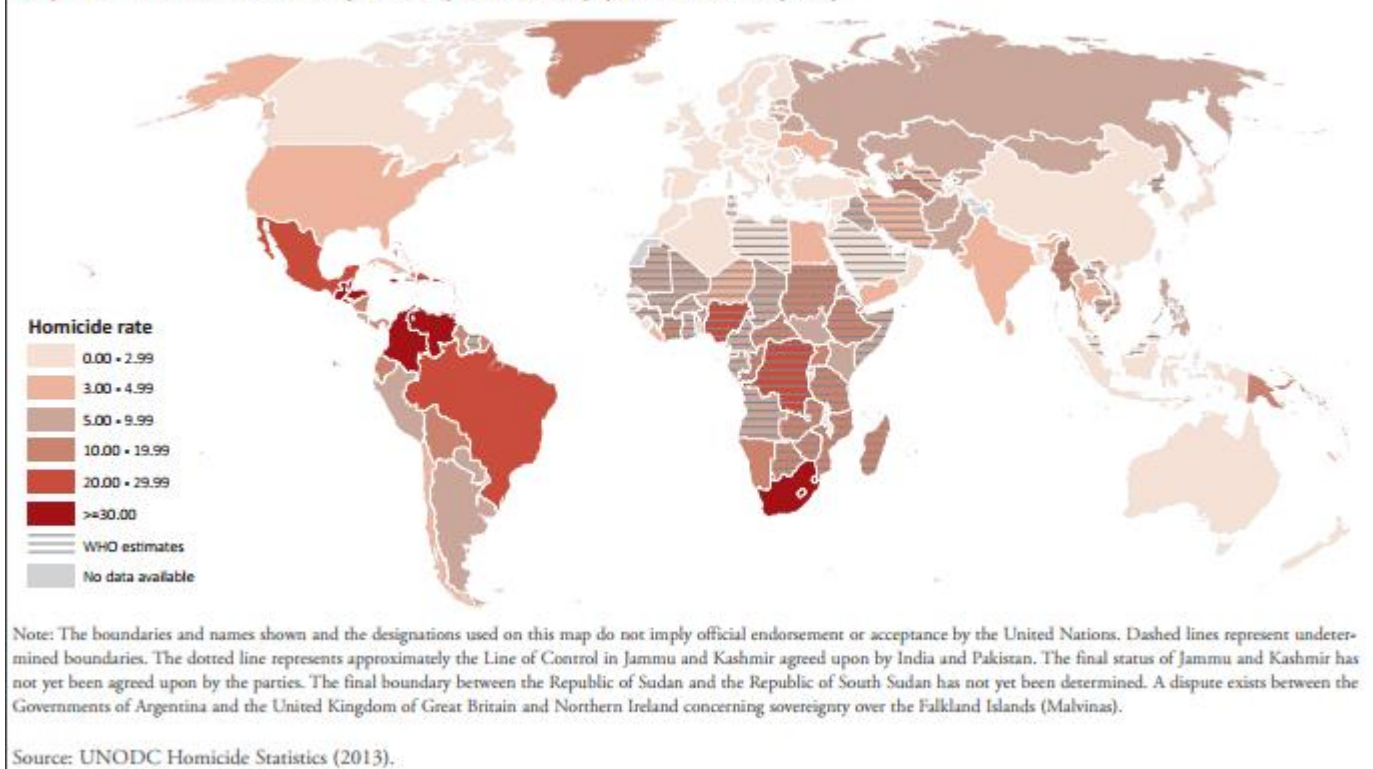 Homicide rate
0.00 - 2.99
3.00 - 4.99
5.00 - 9.99
10.00 - 19.99
20.00 - 29.99
>=30.00
WHO estimates
No data available
Note: The boundaries and names shown and the designations used on this map do not imply official endorsement or acceptance by the United Nations. Dashed lines represent undeter-
mined boundaries. The dotted line represents approximately the Line of Control in Jammu and Kashmir agreed upon by India and Pakistan. The final status of Jammu and Kashmir has
not yet been agreed upon by the parties. The final boundary between the Republic of Sudan and the Republic of South Sudan has not yet been determined. A dispute exists between the
Governments of Argentina and the United Kingdom of Great Britain and Northern Ireland concerning sovereignty over the Falkland Islands (Malvinas).
Source: UNODC Homicide Statistics (2013).